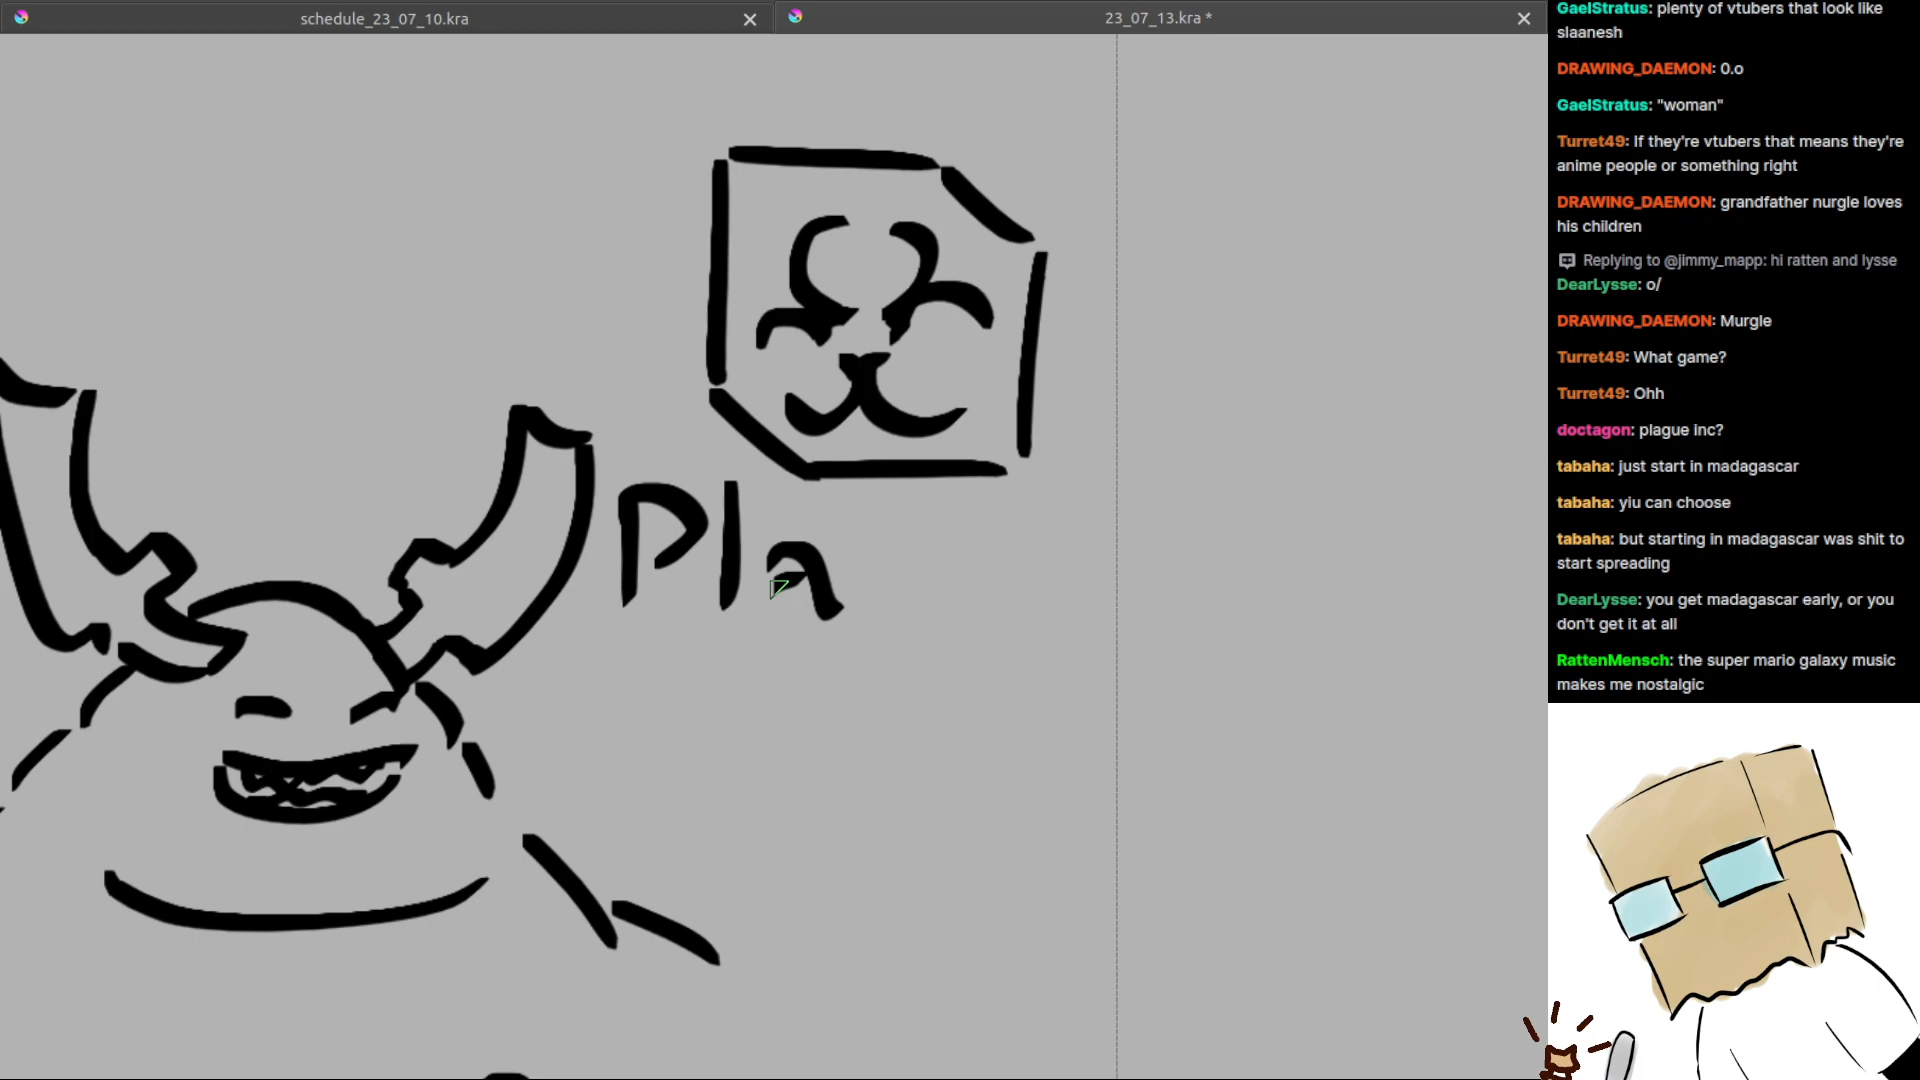 schedule_23_07_10.kra
23_07_13.kra *
Pla
GaelStratus: plenty of vtubers that look like
slaanesh
DRAWING_DAEMON: 0.o
GaelStratus: "woman"
Turret49: If they're vtubers that means they're
anime people or something right
DRAWING_DAEMON: grandfather nurgle loves
his children
Replying to @jimmy_mapp: hi ratten and lysse
DearLysse: o/
DRAWING_DAEMON: Murgle
Turret49: What game?
Turret49: Ohh
doctagon: plague inc?
tabaha: just start in madagascar
tabaha: yiu can choose
tabaha: but starting in madagascar was shit to
start spreading
DearLysse: you get madagascar early, or you
don't get it at all
RattenMensch: the super mario galaxy music
makes me nostalgic